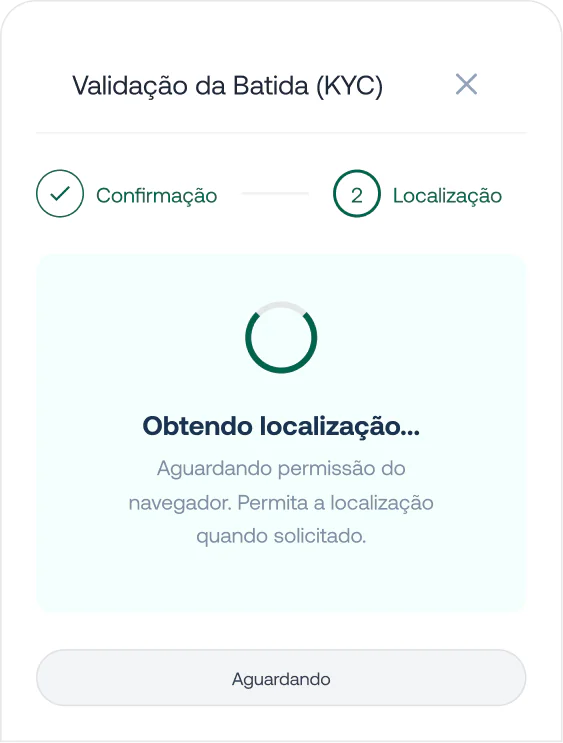 Validação da Batida (KYC)
Confirmação
2
Localização
Obtendo localização...
Aguardando permissão do
navegador. Permita a localização
quando solicitado.
Aguardando